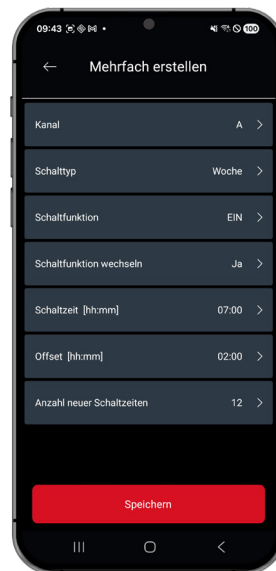 09:43
100
Mehrfach erstellen
Kanal A
Schalttyp Woche
Schaltfunktion EIN
Schaltfunktion wechseln Ja
Schaltzeit [hh:mm] 07:00
Offset [hh:mm] 02:00
Anzahl neuer Schaltzeiten 12
Speichern